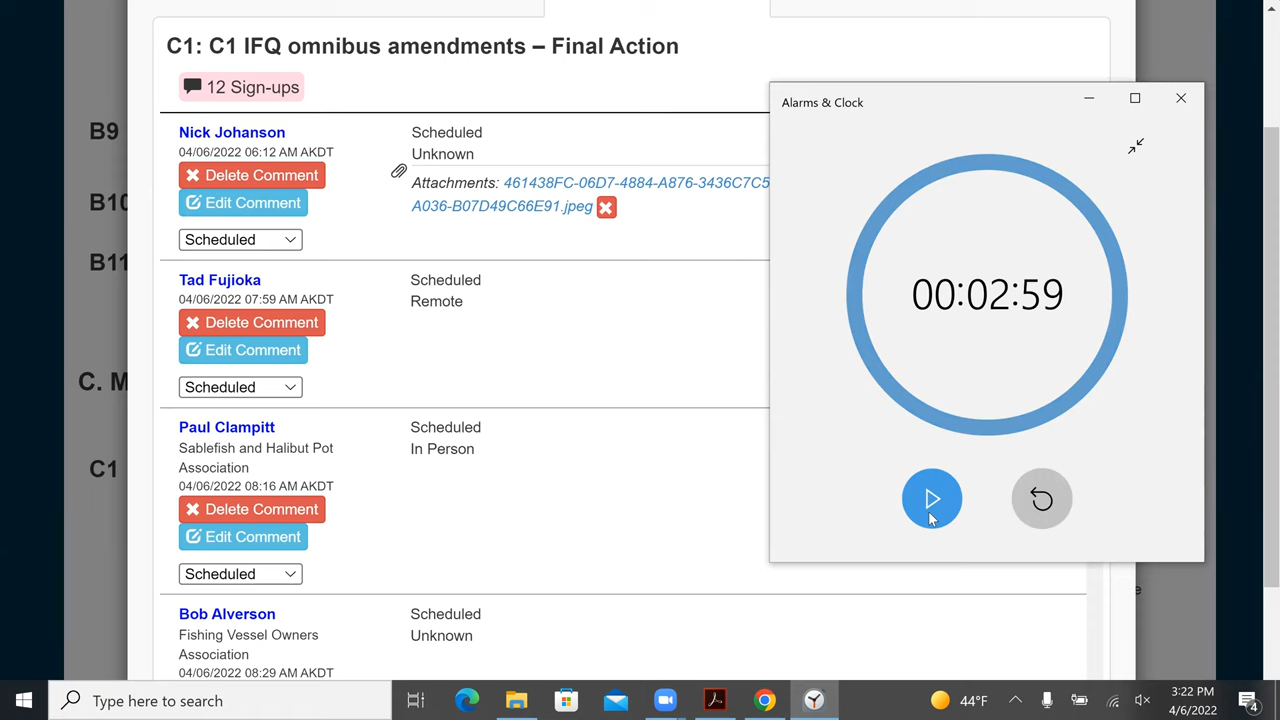 C1: C1 IFQ omnibus amendments – Final Action
12 Sign-ups
Nick Johanson
04/06/2022 06:12 AM AKDT
Delete Comment
Edit Comment
Scheduled
Scheduled
Unknown
Attachments: 461438FC-06D7-4884-A876-3436C7C5
A036-B07D49C66E91.jpeg
Tad Fujioka
04/06/2022 07:59 AM AKDT
Delete Comment
Edit Comment
Scheduled
Scheduled
Remote
Paul Clampitt
Sablefish and Halibut Pot
Association
04/06/2022 08:16 AM AKDT
Delete Comment
Edit Comment
Scheduled
Scheduled
In Person
Bob Alverson
Fishing Vessel Owners
Association
04/06/2022 08:29 AM AKDT
Scheduled
Unknown
B9
B10
B11
C. M
C1
e
Alarms & Clock
00:02:59
Type here to search
44°F
3:22 PM
4/6/2022
4